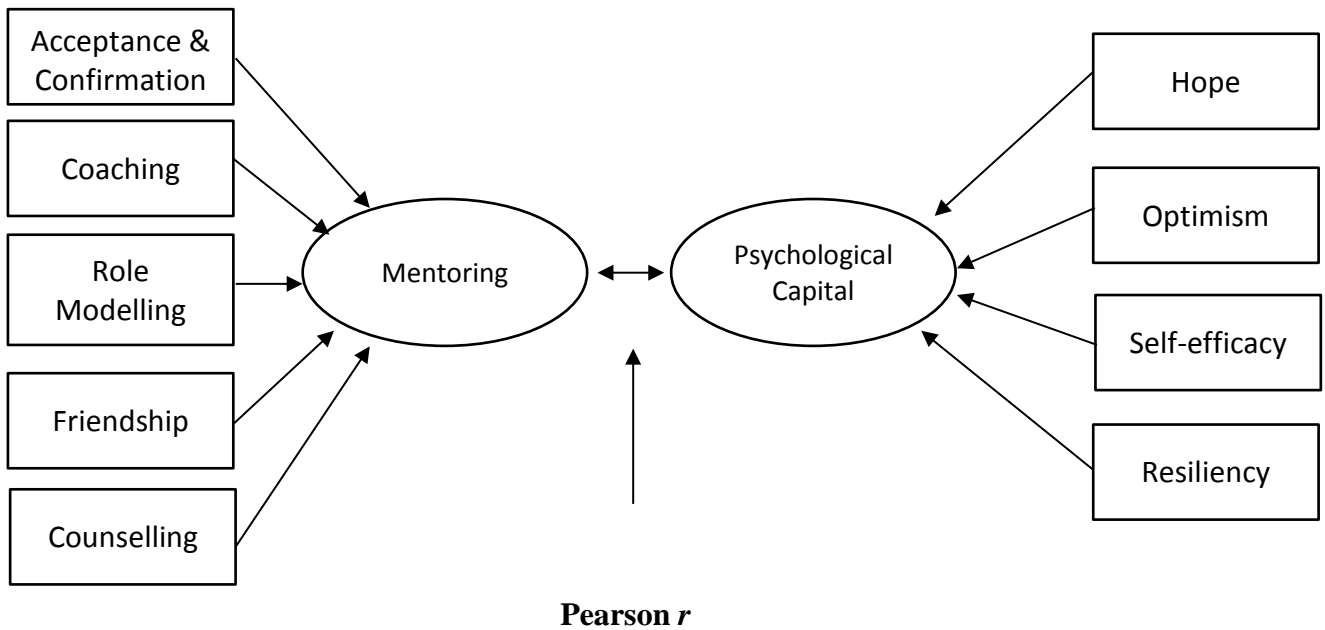 Acceptance &
Confirmation
Coaching
Role
Modelling
Friendship
Counselling
Mentoring
Psychological
Capital
Hope
Optimism
Self-efficacy
Resiliency
Pearson r